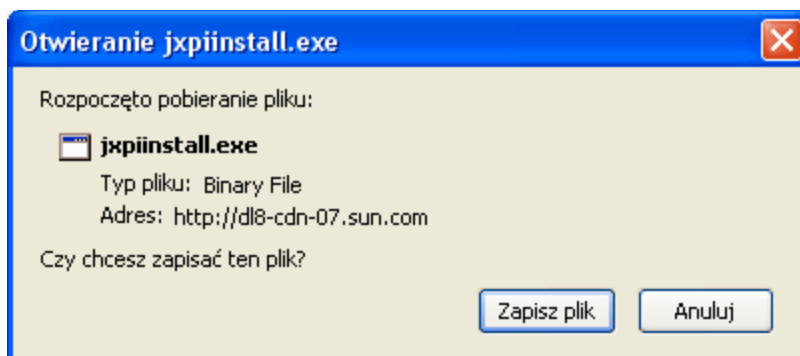 Otwieranie jxpiinstall.exe
Rozpoczęto pobieranie pliku:
jxpiinstall.exe
Typ pliku: Binary File
Adres: http://dl8-cdn-07.sun.com
Czy chcesz zapisać ten plik?
Zapisz plik Anuluj